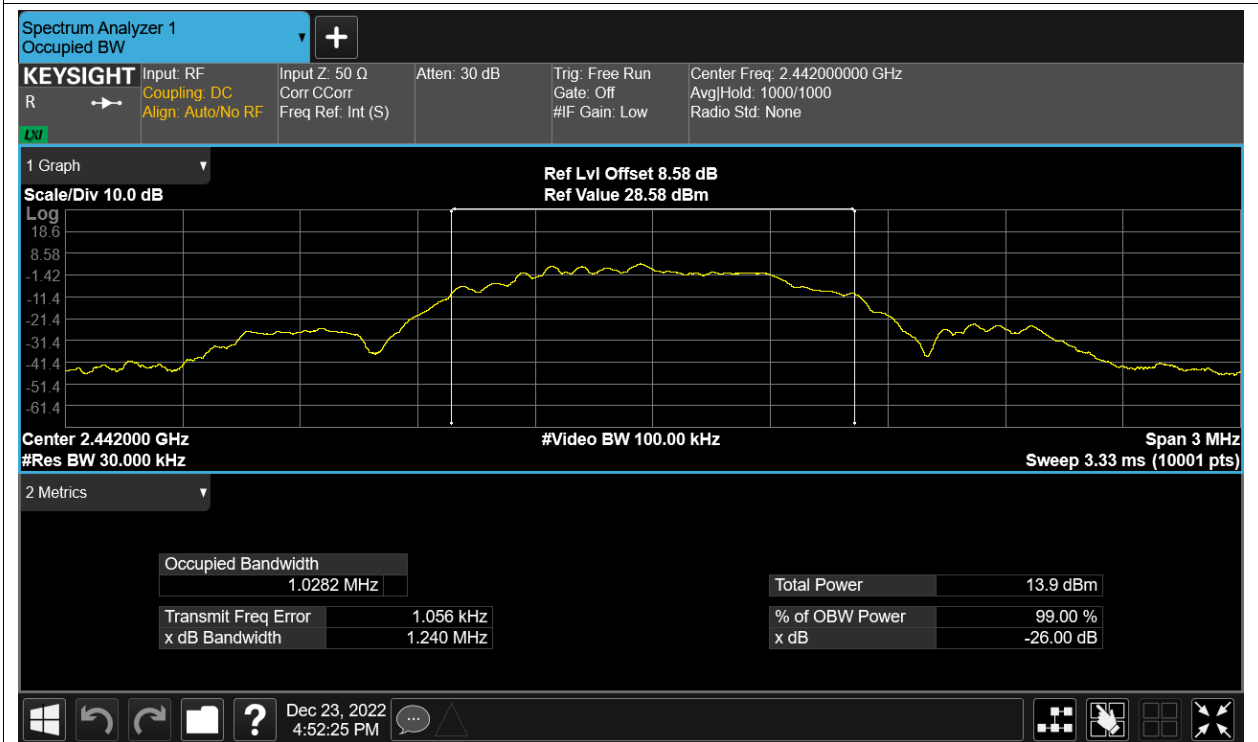 Spectrum Analyzer 1
Occupied BW
KEYSIGHT
R
LXI
Input: RF
Coupling: DC
Align: Auto/No RF
Input Z: 50 Ω
Corr CCorr
Freq Ref: Int (S)
Atten: 30 dB
Trig: Free Run
Gate: Off
#IF Gain: Low
Center Freq: 2.442000000 GHz
Avg|Hold: 1000/1000
Radio Std: None
1 Graph
Scale/Div 10.0 dB
Ref Lvl Offset 8.58 dB
Ref Value 28.58 dBm
Log
18.6
8.58
-1.42
-11.4
-21.4
-31.4
-41.4
-51.4
-61.4
Center 2.442000 GHz
#Res BW 30.000 kHz
#Video BW 100.00 kHz
Span 3 MHz
Sweep 3.33 ms (10001 pts)
2 Metrics
Occupied Bandwidth
1.0282 MHz
Transmit Freq Error 1.056 kHz
x dB Bandwidth 1.240 MHz
Total Power 13.9 dBm
% of OBW Power 99.00 %
x dB -26.00 dB
?
Dec 23, 2022
4:52:25 PM